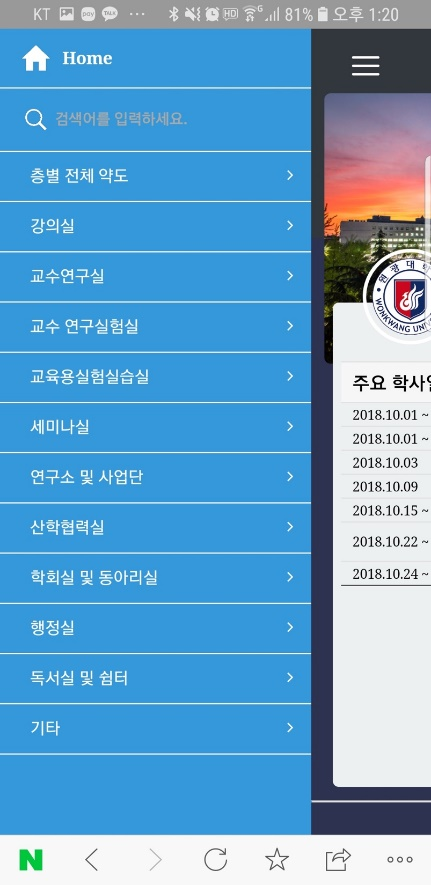 KT HD G 81% 오후 1:20
Home
검색어를 입력하세요.
층별 전체 약도
강의실
교수연구실
교수 연구실험실
교육용실험실습실
세미나실
연구소 및 사업단
산학협력실
학회실 및 동아리실
행정실
독서실 및 쉼터
기타
원광대학
WONKWANG UNI
주요 학사일
2018.10.01 ~
2018.10.01 ~
2018.10.03
2018.10.09
2018.10.15 ~
2018.10.22 ~
2018.10.24 ~
N